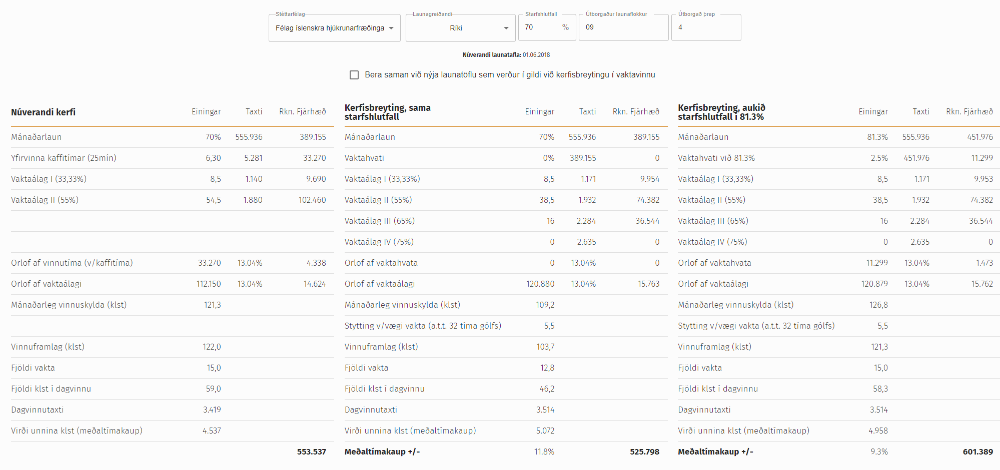 Stéttarfélag
Félag íslenskra hjúkrunarfræðinga
Launagreiðandi
Ríki
Starfshlutfall
70 %
Útborgaður launaflokkur
09
Útborgað þrep
4
Núverandi launatafla: 01.06.2018
Bera saman við nýja launatöflu sem verður í gildi við kerfisbreytingu í vaktavinnu
Núverandi kerfi Einingar Taxti Rkn. Fjárhæð
Mánaðarlaun 70% 555.936 389.155
Yfirvinna kaffitímar (25mín) 6,30 5.281 33.270
Vaktaálag I (33,33%) 8,5 1.140 9.690
Vaktaálag II (55%) 54,5 1.880 102.460
Orlof af vinnutíma (v/kaffitíma) 33.270 13.04% 4.338
Orlof af vaktaálagi 112.150 13.04% 14.624
Mánaðarleg vinnuskylda (klst) 121,3
Vinnuframlag (klst) 122,0
Fjöldi vakta 15,0
Fjöldi klst í dagvinnu 59,0
Dagvinnutaxti 3.419
Virði unnina klst (meðaltímakaup) 4.537
553.537
Kerfisbreyting, sama
starfshlutfall Einingar Taxti Rkn. Fjárhæð
Mánaðarlaun 70% 555.936 389.155
Vaktahvati 0% 389.155 0
Vaktaálag I (33,33%) 8,5 1.171 9.954
Vaktaálag II (55%) 38,5 1.932 74.382
Vaktaálag III (65%) 16 2.284 36.544
Vaktaálag IV (75%) 0 2.635 0
Orlof af vaktahvata 0 13.04% 0
Orlof af vaktaálagi 120.880 13.04% 15.763
Mánaðarleg vinnuskylda (klst) 109,2
Stytting v/vægi vakta (a.t.t. 32 tíma gólfs) 5,5
Vinnuframlag (klst) 103,7
Fjöldi vakta 12,8
Fjöldi klst í dagvinnu 46,2
Dagvinnutaxti 3.514
Virði unnina klst (meðaltímakaup) 5.072
Meðaltímakaup +/- 11.8% 525.798
Kerfisbreyting, aukið
starfshlutfall í 81.3% Einingar Taxti Rkn. Fjárhæð
Mánaðarlaun 81.3% 555.936 451.976
Vaktahvati við 81.3% 2.5% 451.976 11.299
Vaktaálag I (33,33%) 8,5 1.171 9.953
Vaktaálag II (55%) 38,5 1.932 74.382
Vaktaálag III (65%) 16 2.284 36.544
Vaktaálag IV (75%) 0 2.635 0
Orlof af vaktahvata 11.299 13.04% 1.473
Orlof af vaktaálagi 120.879 13.04% 15.762
Mánaðarleg vinnuskylda (klst) 126,8
Stytting v/vægi vakta (a.t.t. 32 tíma gólfs) 5,5
Vinnuframlag (klst) 121,3
Fjöldi vakta 15,0
Fjöldi klst í dagvinnu 58,3
Dagvinnutaxti 3.514
Virði unnina klst (meðaltímakaup) 4.958
Meðaltímakaup +/- 9.3% 601.389